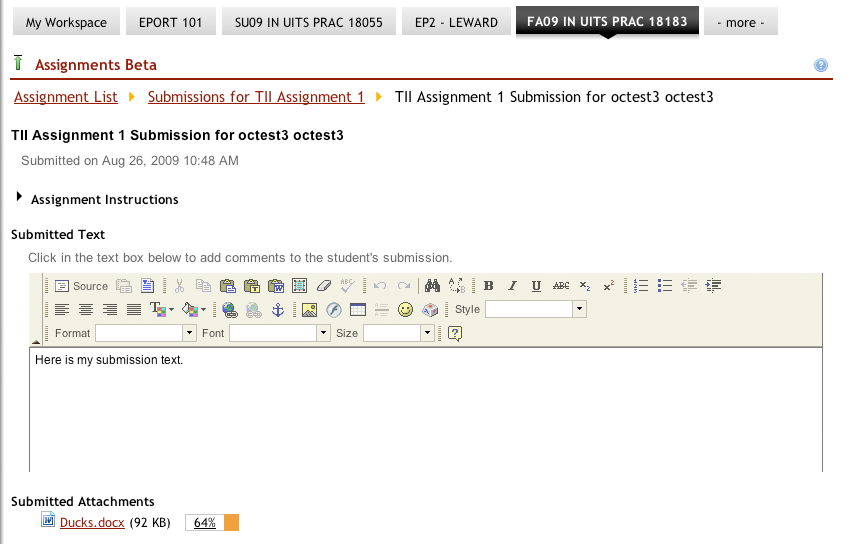 My Workspace EPORT 101 SU09 IN UITS PRAC 18055 EP2 - LEWARD FA09 IN UITS PRAC 18183 - more -
Assignments Beta ?
Assignment List Submissions for TII Assignment 1 TII Assignment 1 Submission for octest3 octest3
TII Assignment 1 Submission for octest3 octest3
Submitted on Aug 26, 2009 10:48 AM
Assignment Instructions
Submitted Text
Click in the text box below to add comments to the student's submission.
Source ABC B I U ABC x2 x2
T Style
Format Font Size ?
Here is my submission text.
Submitted Attachments
W Ducks.docx (92 KB) 64%